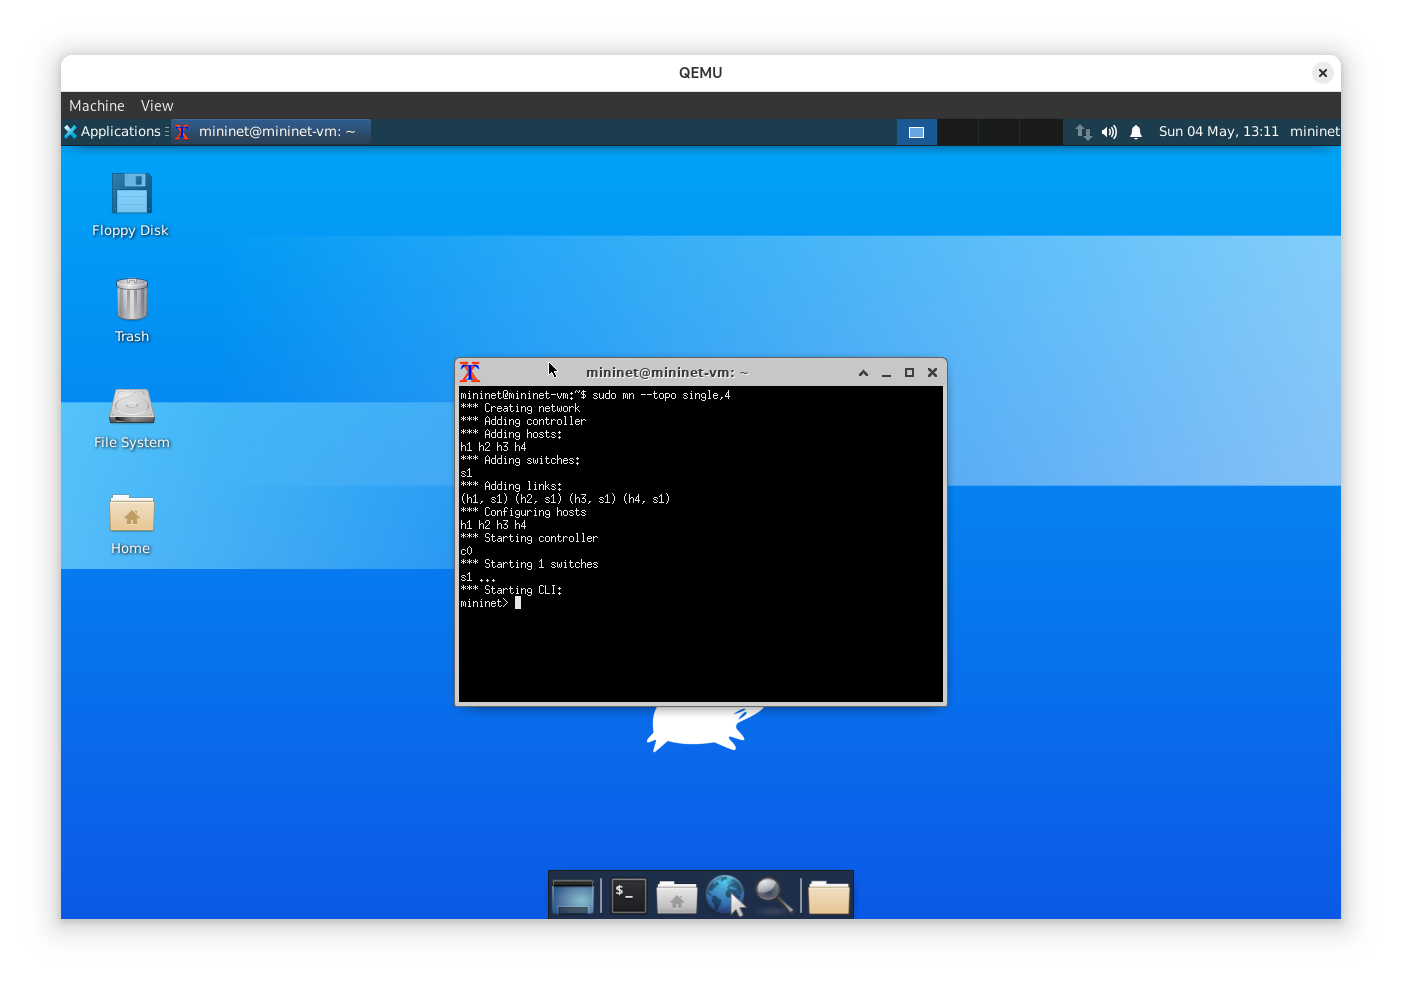 QEMU
Machine View
Applications mininet@mininet-vm: ~ Sun 04 May, 13:11 mininet
Floppy Disk
Trash
File System
Home
mininet@mininet-vm: ~
mininet@mininet-vm:~$ sudo mn --topo single,4
*** Creating network
*** Adding controller
*** Adding hosts:
h1 h2 h3 h4
*** Adding switches:
s1
*** Adding links:
(h1, s1) (h2, s1) (h3, s1) (h4, s1)
*** Configuring hosts
h1 h2 h3 h4
*** Starting controller
c0
*** Starting 1 switches
s1 ...
*** Starting CLI:
mininet>
$_